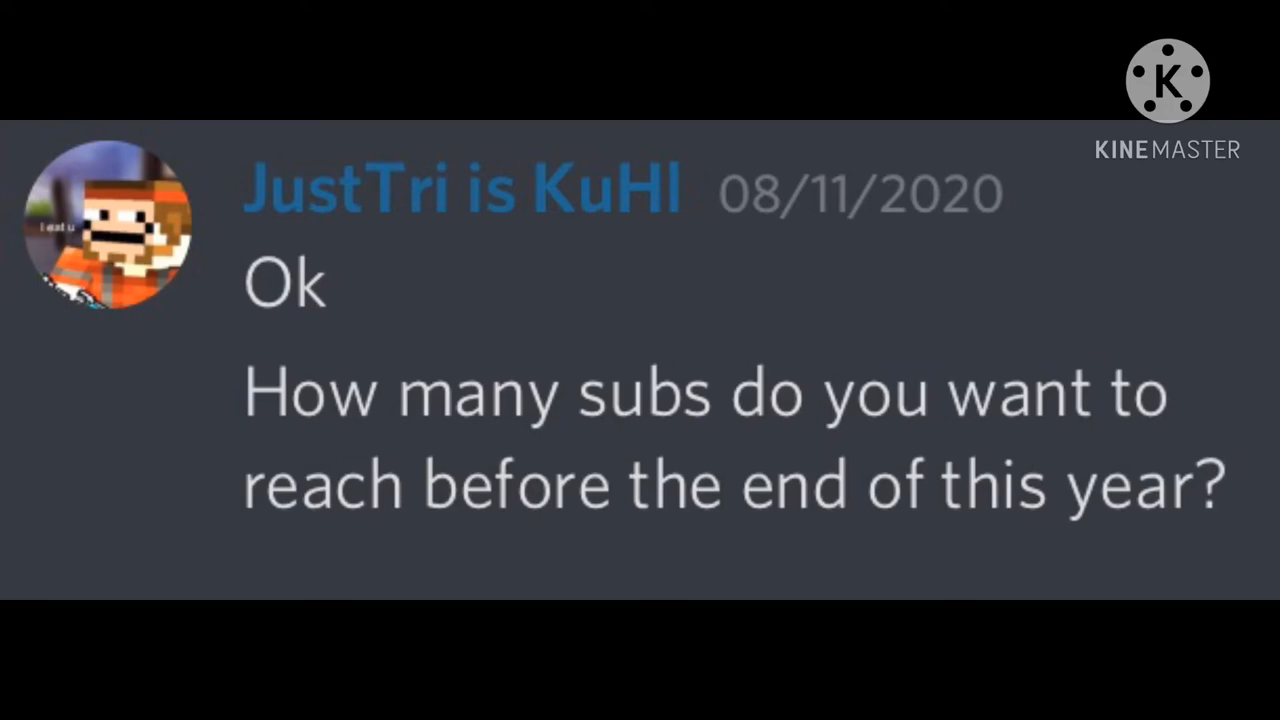 K
KINEMASTER
JustTri is KuHl 08/11/2020
I eat u
Ok
How many subs do you want to
reach before the end of this year?